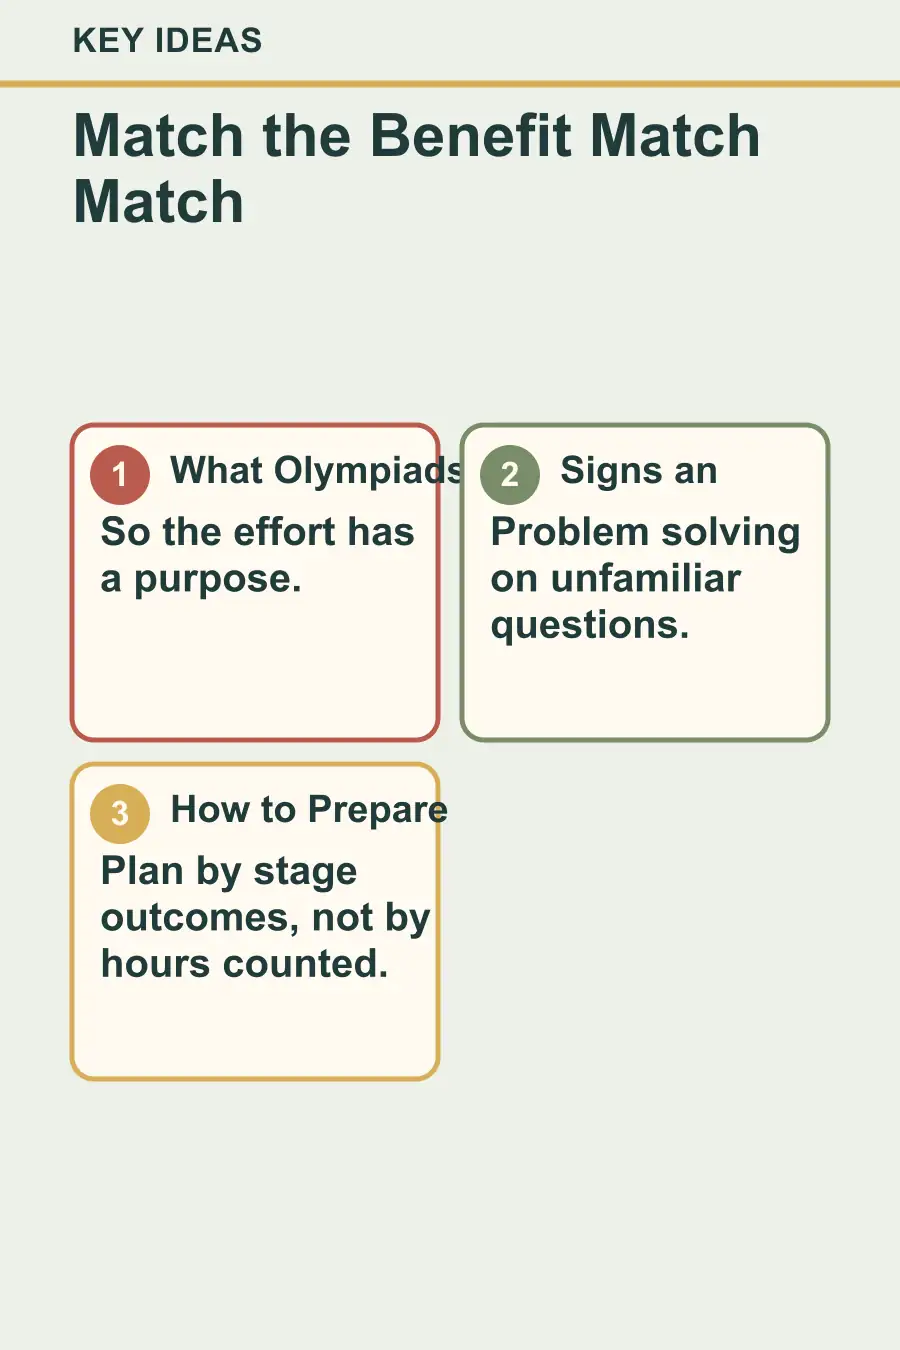 KEY IDEAS
Match the Benefit Match
Match
1 What Olympiads
So the effort has
a purpose.
2 Signs an
Problem solving
on unfamiliar
questions.
3 How to Prepare
Plan by stage
outcomes, not by
hours counted.